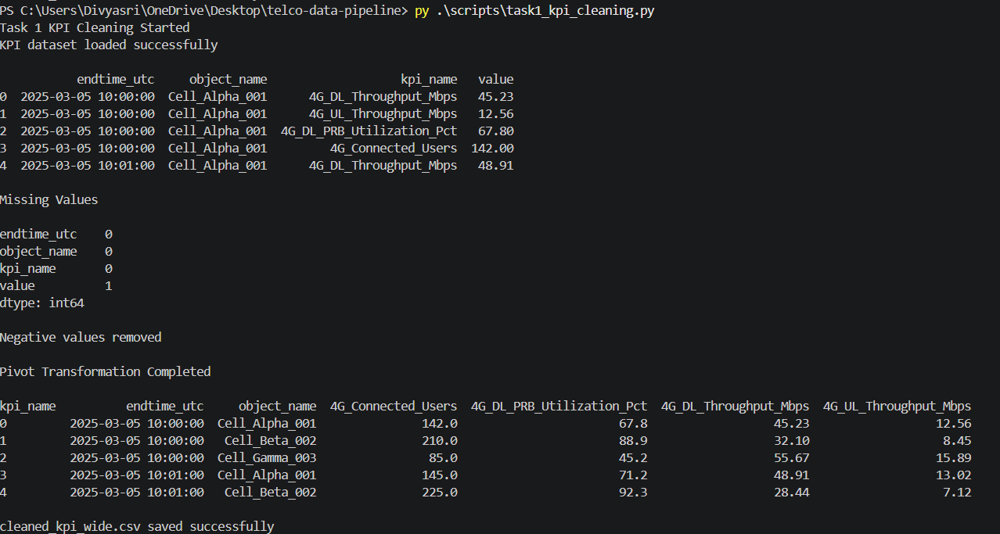 PS C:\Users\Divyasri\OneDrive\Desktop\telco-data-pipeline> py .\scripts\task1_kpi_cleaning.py
Task 1 KPI Cleaning Started
KPI dataset loaded successfully
endtime_utc object_name kpi_name value
0 2025-03-05 10:00:00 Cell_Alpha_001 4G_DL_Throughput_Mbps 45.23
1 2025-03-05 10:00:00 Cell_Alpha_001 4G_UL_Throughput_Mbps 12.56
2 2025-03-05 10:00:00 Cell_Alpha_001 4G_DL_PRB_Utilization_Pct 67.80
3 2025-03-05 10:00:00 Cell_Alpha_001 4G_Connected_Users 142.00
4 2025-03-05 10:01:00 Cell_Alpha_001 4G_DL_Throughput_Mbps 48.91
Missing Values
endtime_utc 0
object_name 0
kpi_name 0
value 1
dtype: int64
Negative values removed
Pivot Transformation Completed
kpi_name endtime_utc object_name 4G_Connected_Users 4G_DL_PRB_Utilization_Pct 4G_DL_Throughput_Mbps 4G_UL_Throughput_Mbps
0 2025-03-05 10:00:00 Cell_Alpha_001 142.0 67.8 45.23 12.56
1 2025-03-05 10:00:00 Cell_Beta_002 210.0 88.9 32.10 8.45
2 2025-03-05 10:00:00 Cell_Gamma_003 85.0 45.2 55.67 15.89
3 2025-03-05 10:01:00 Cell_Alpha_001 145.0 71.2 48.91 13.02
4 2025-03-05 10:01:00 Cell_Beta_002 225.0 92.3 28.44 7.12
cleaned_kpi_wide.csv saved successfully